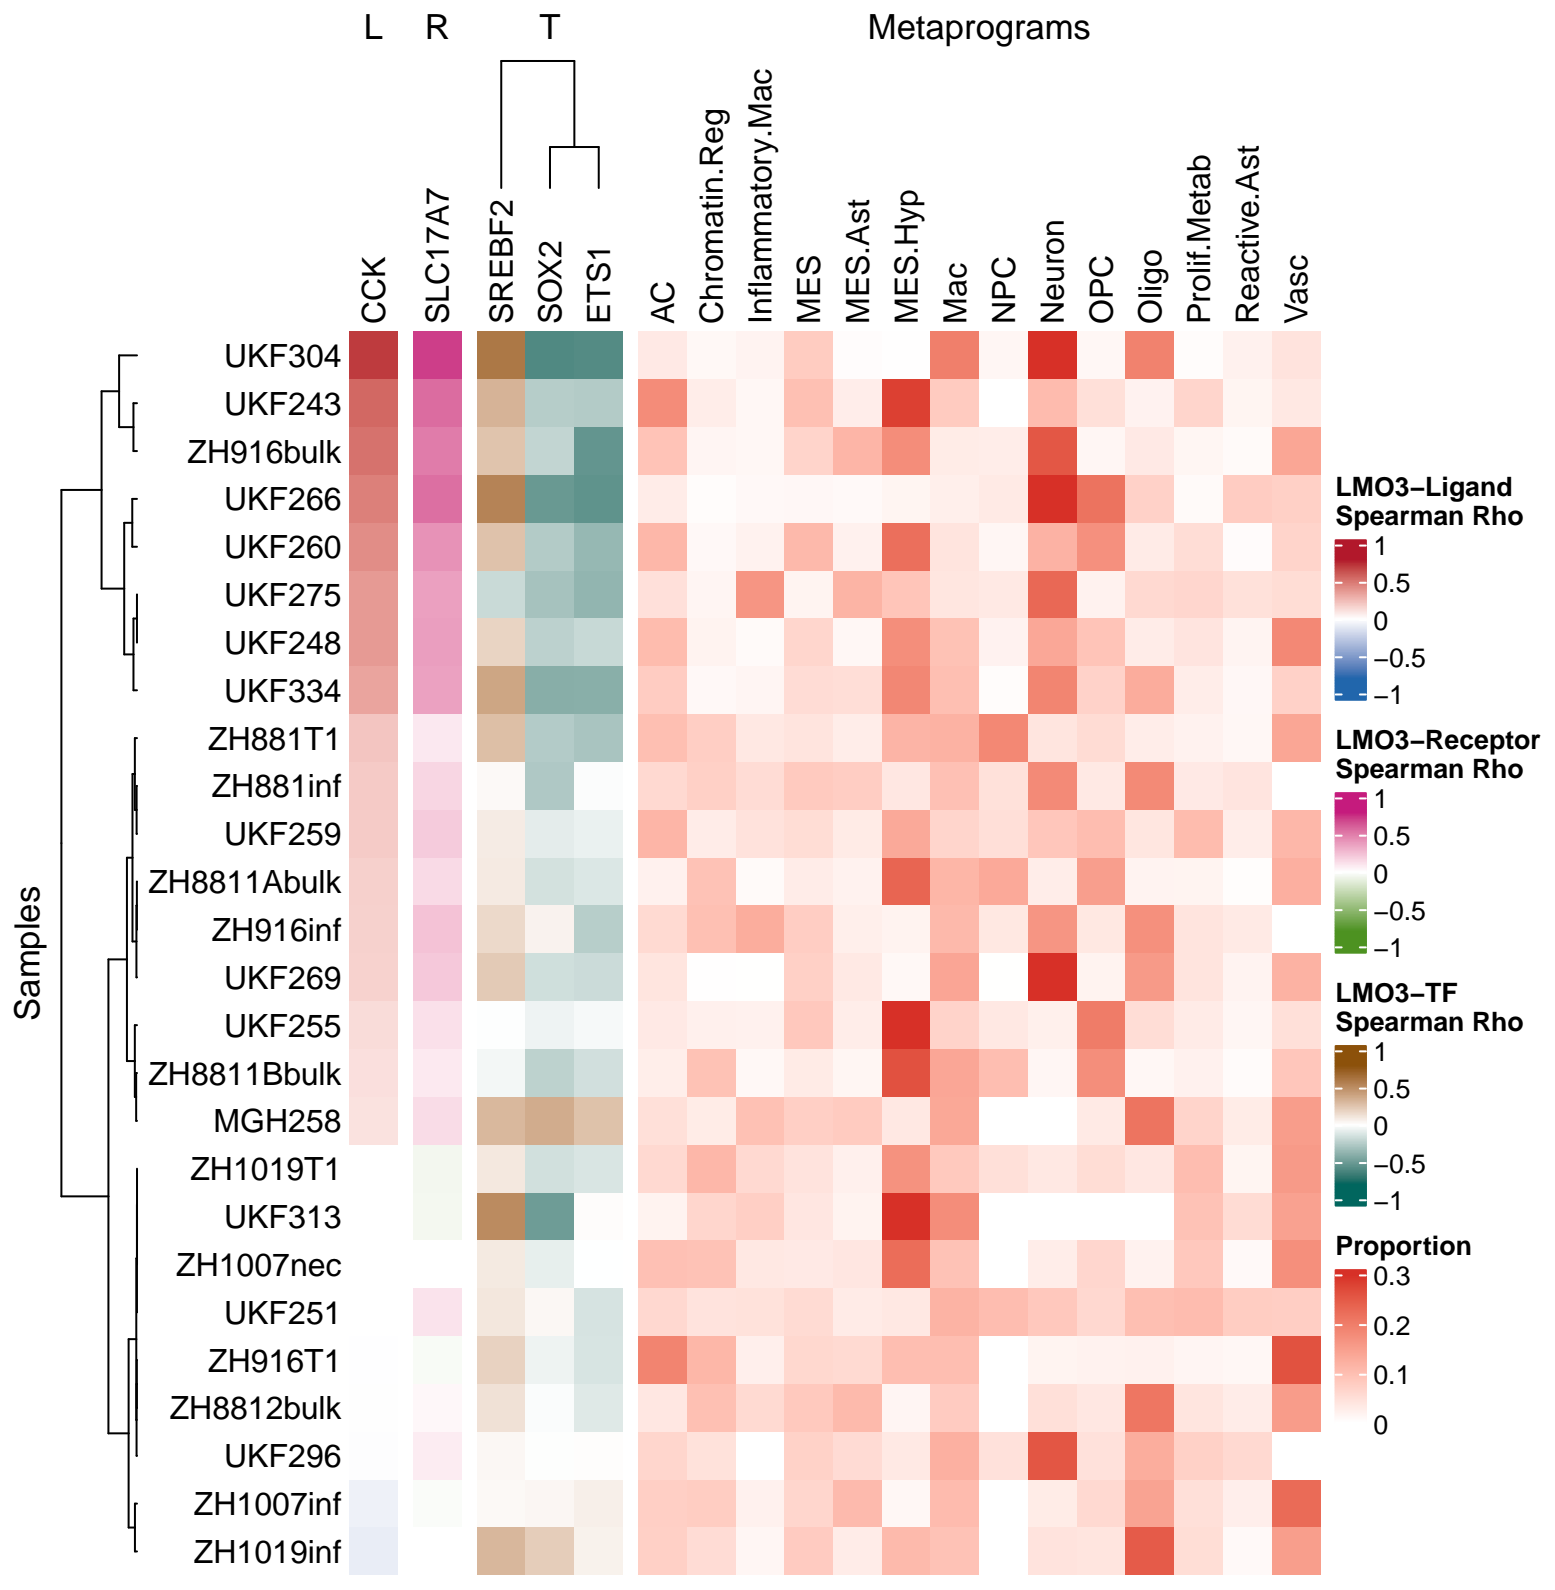 L R T Metaprograms
CCK SLC17A7 SREBF2 SOX2 ETS1 AC Chromatin.Reg Inflammatory.Mac MES MES.Ast MES.Hyp Mac NPC Neuron OPC Oligo Prolif.Metab Reactive.Ast Vasc
Samples
UKF304
UKF243
ZH916bulk
UKF266
UKF260
UKF275
UKF248
UKF334
ZH881T1
ZH881inf
UKF259
ZH8811Abulk
ZH916inf
UKF269
UKF255
ZH8811Bbulk
MGH258
ZH1019T1
UKF313
ZH1007nec
UKF251
ZH916T1
ZH8812bulk
UKF296
ZH1007inf
ZH1019inf
LMO3−Ligand
Spearman Rho
1
0.5
0
−0.5
−1
LMO3−Receptor
Spearman Rho
1
0.5
0
−0.5
−1
LMO3−TF
Spearman Rho
1
0.5
0
−0.5
−1
Proportion
0.3
0.2
0.1
0